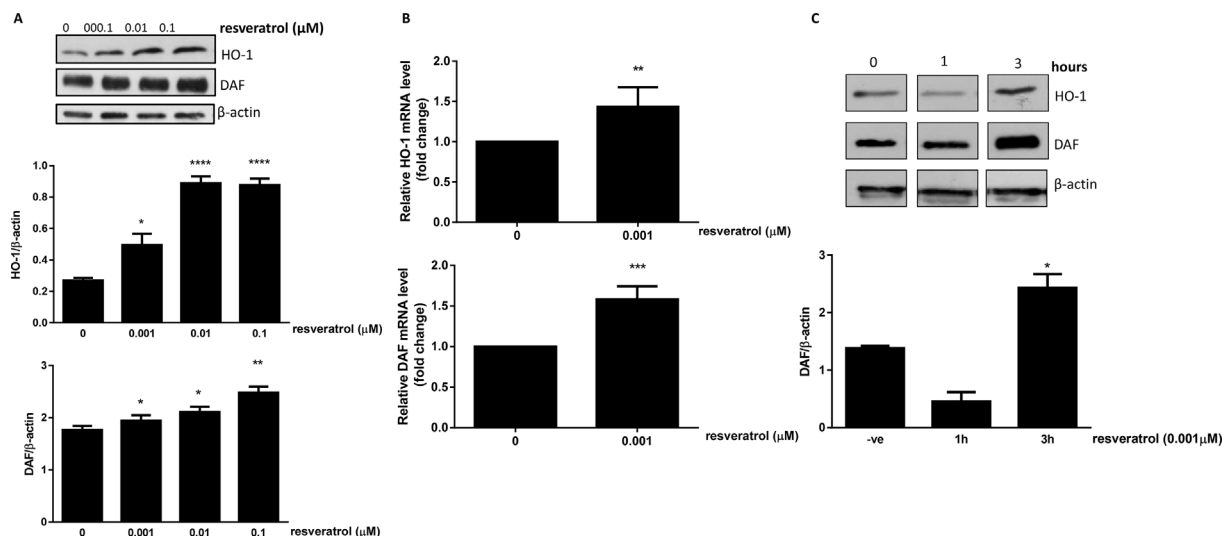 A
0 000.1 0.01 0.1 resveratrol (µM)
HO-1
DAF
β-actin
HO-1/β-actin
1.0
0.8
0.6
0.4
0.2
0.0
*
****
****
0 0.001 0.01 0.1 resveratrol (µM)
DAF/β-actin
3
2
1
0
*
*
**
0 0.001 0.01 0.1 resveratrol (µM)
B
Relative HO-1 mRNA level
(fold change)
2.0
1.5
1.0
0.5
0.0
**
0 0.001 resveratrol (µM)
Relative DAF mRNA level
(fold change)
2.0
1.5
1.0
0.5
0.0
***
0 0.001 resveratrol (µM)
C
0 1 3 hours
HO-1
DAF
β-actin
DAF/β-actin
3
2
1
0
*
-ve 1h 3h resveratrol (0.001µM)